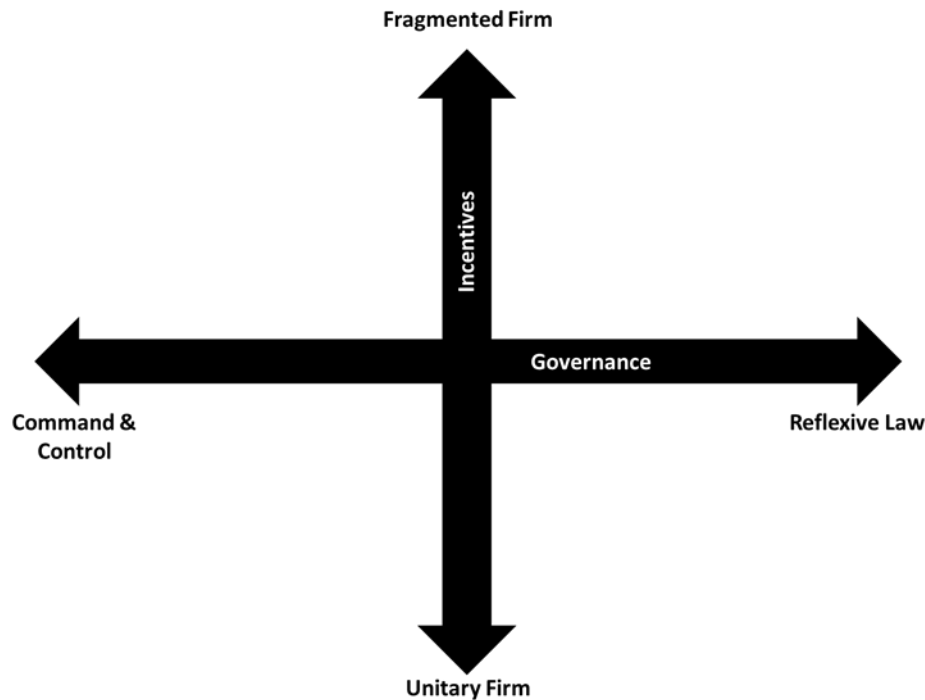 Fragmented Firm
Incentives
Governance
Command &
Control
Reflexive Law
Unitary Firm